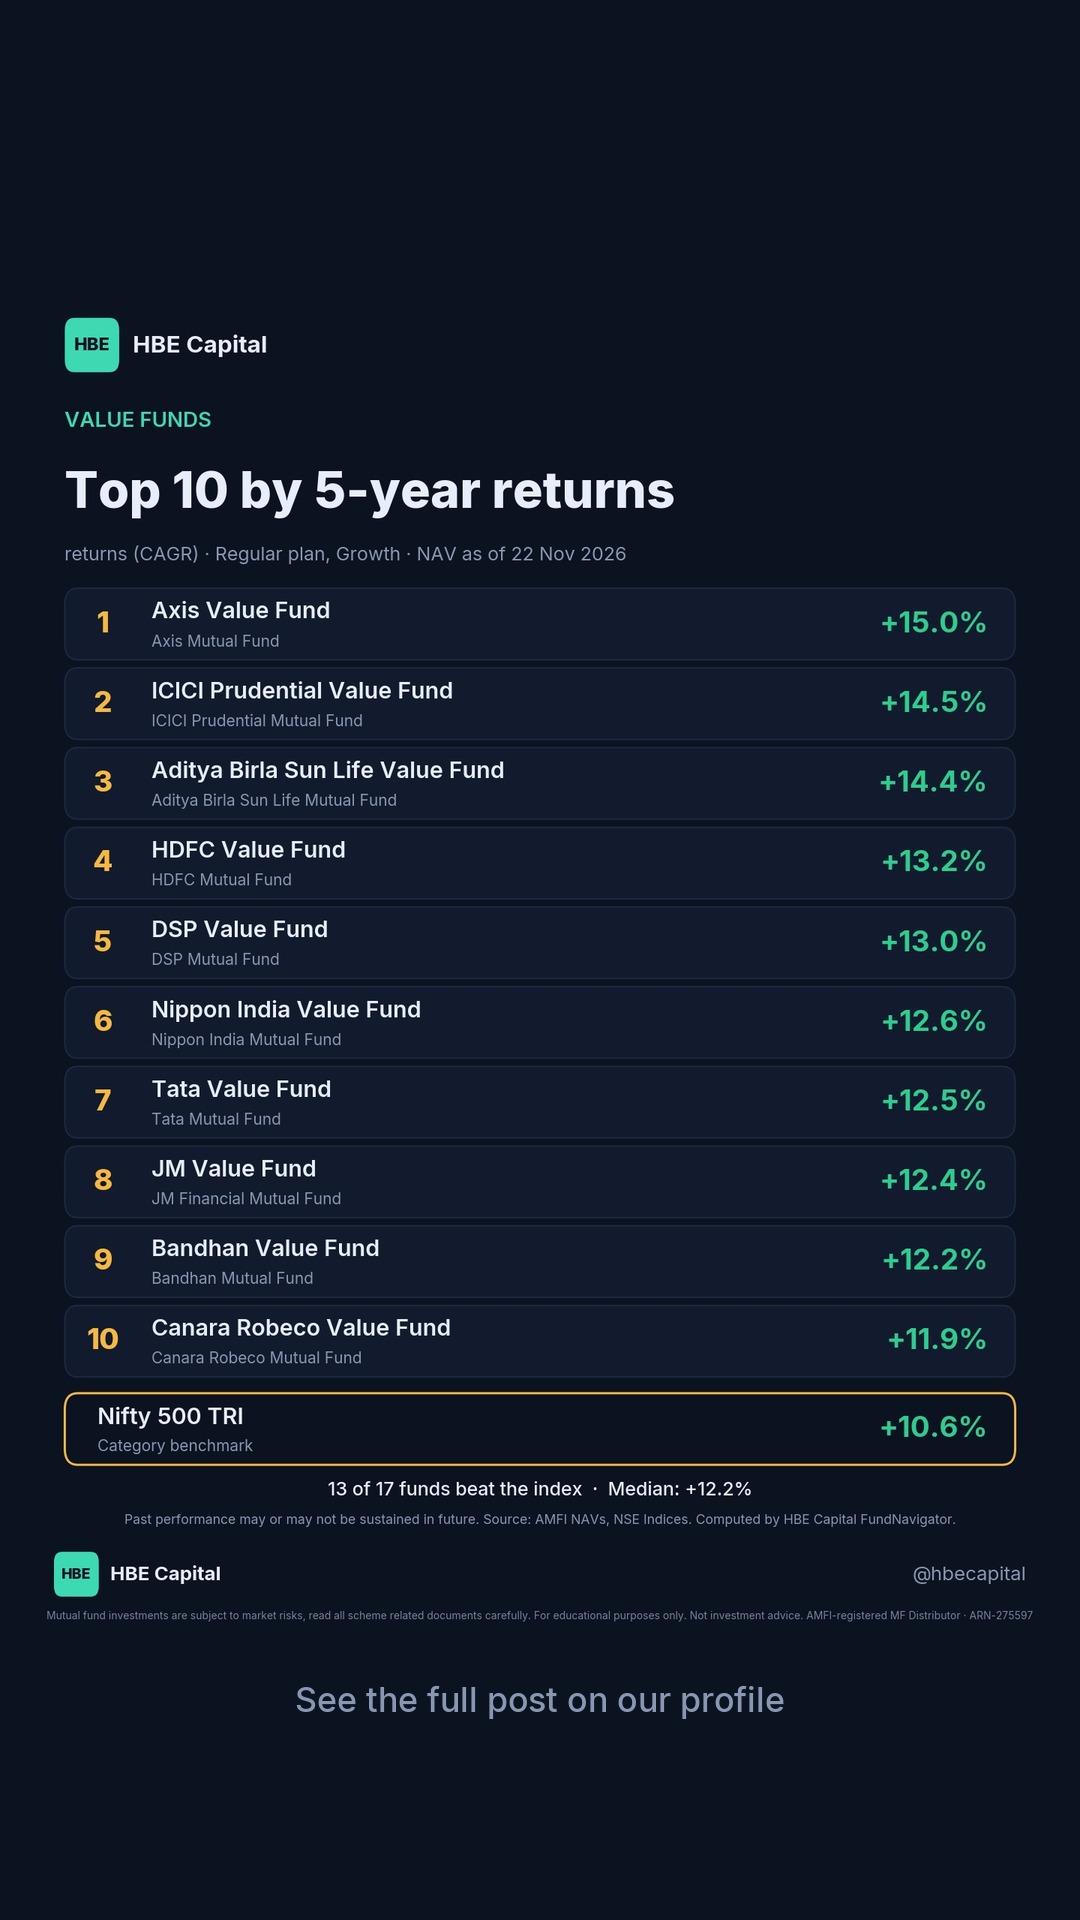 HBE HBE Capital
VALUE FUNDS
Top 10 by 5-year returns
returns (CAGR) · Regular plan, Growth · NAV as of 22 Nov 2026
1 Axis Value Fund +15.0%
Axis Mutual Fund
2 ICICI Prudential Value Fund +14.5%
ICICI Prudential Mutual Fund
3 Aditya Birla Sun Life Value Fund +14.4%
Aditya Birla Sun Life Mutual Fund
4 HDFC Value Fund +13.2%
HDFC Mutual Fund
5 DSP Value Fund +13.0%
DSP Mutual Fund
6 Nippon India Value Fund +12.6%
Nippon India Mutual Fund
7 Tata Value Fund +12.5%
Tata Mutual Fund
8 JM Value Fund +12.4%
JM Financial Mutual Fund
9 Bandhan Value Fund +12.2%
Bandhan Mutual Fund
10 Canara Robeco Value Fund +11.9%
Canara Robeco Mutual Fund
Nifty 500 TRI +10.6%
Category benchmark
13 of 17 funds beat the index · Median: +12.2%
Past performance may or may not be sustained in future. Source: AMFI NAVs, NSE Indices. Computed by HBE Capital FundNavigator.
HBE HBE Capital @hbecapital
Mutual fund investments are subject to market risks, read all scheme related documents carefully. For educational purposes only. Not investment advice. AMFI-registered MF Distributor · ARN-275597
See the full post on our profile